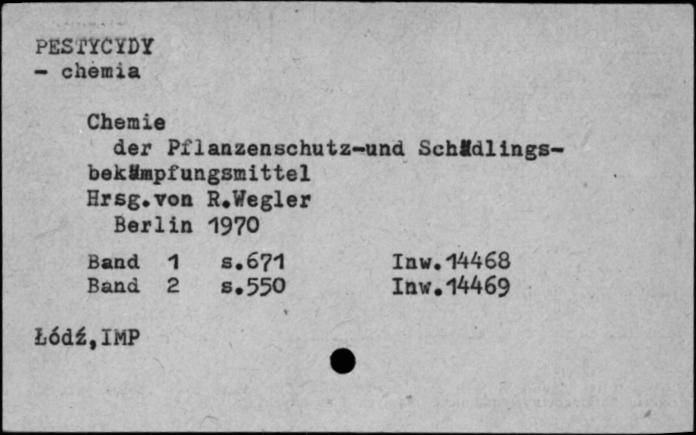 PESTYCYDY
- chemia
Chemie
der Pflanzenschutz-und Schädlings-
bekämpfungsmittel
Hrsg.von R.Wegler
Berlin 1970
Band 1 s.671 Inw.14468
Band 2 s.550 Inw.14469
Łódź,IMP